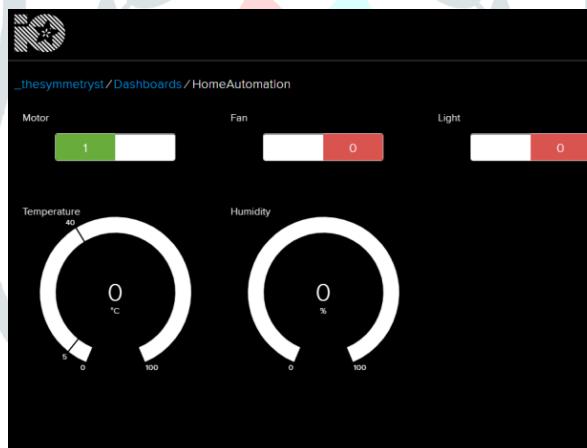 io
_thesymmetryst / Dashboards / HomeAutomation
Motor Fan Light
1 0 0
Temperature Humidity
40
0 0
°C %
5
0 100 0 100